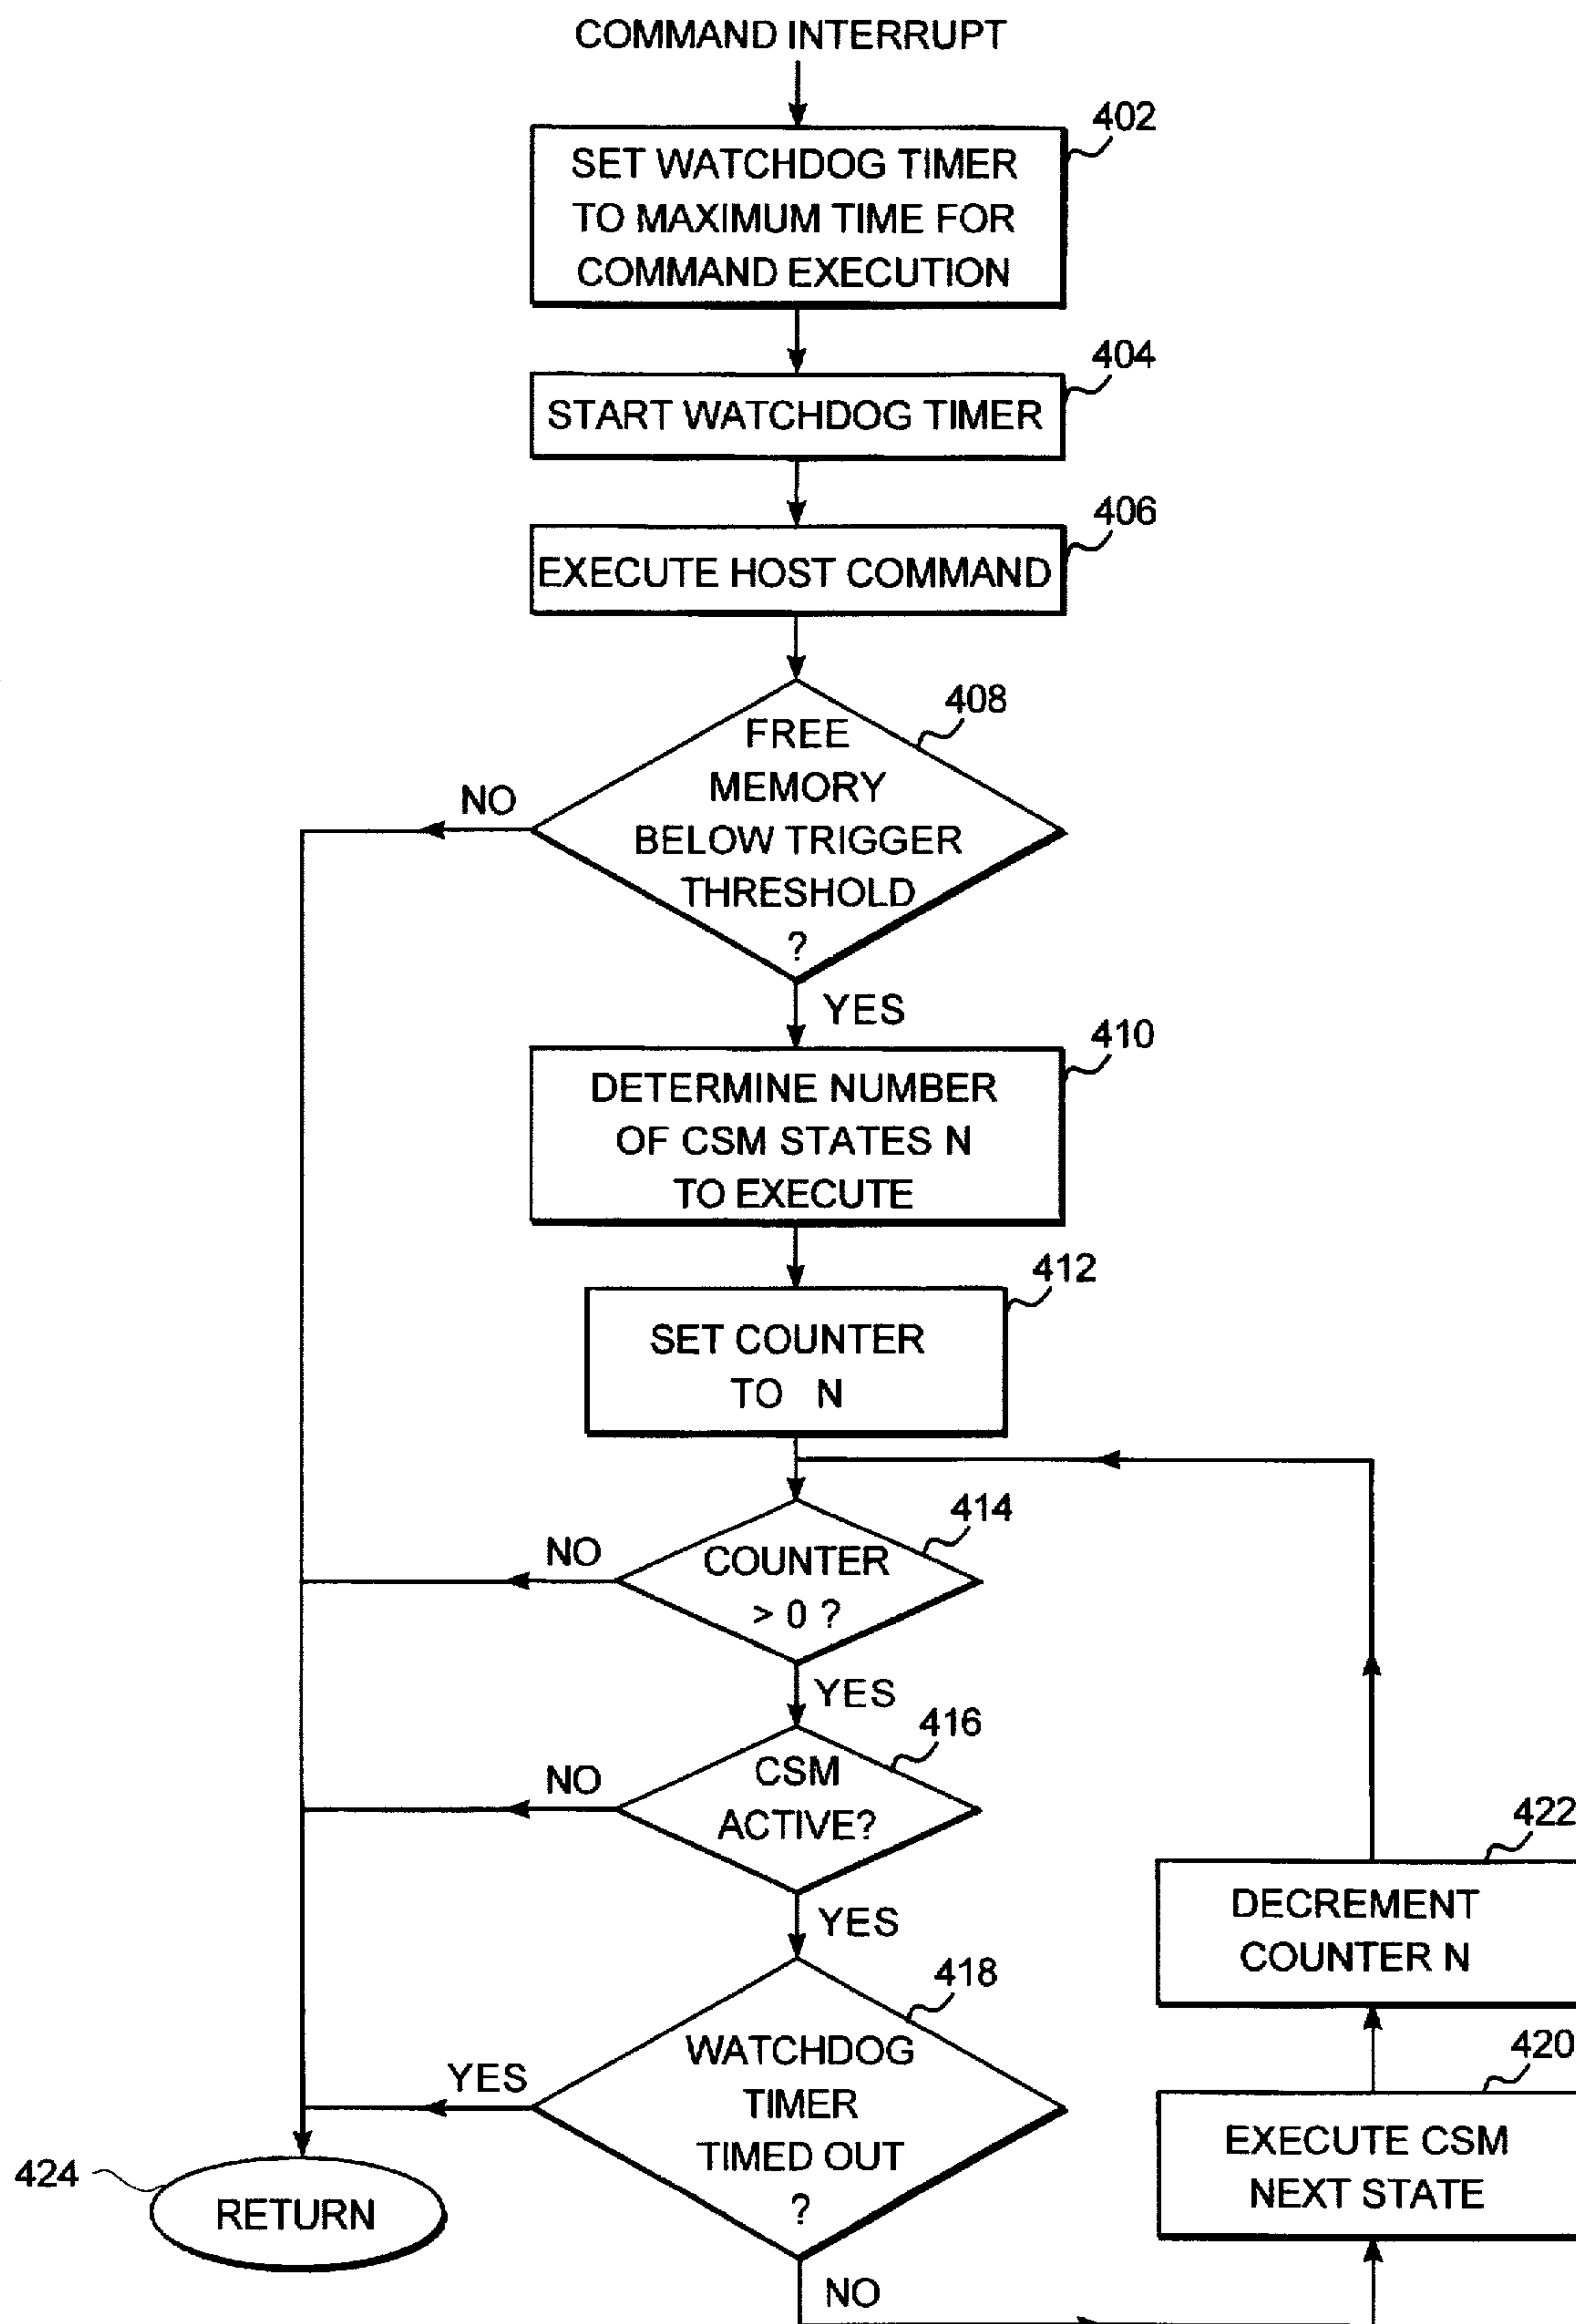 COMMAND INTERRUPT
402
SET WATCHDOG TIMER
TO MAXIMUM TIME FOR
COMMAND EXECUTION
404
START WATCHDOG TIMER
406
EXECUTE HOST COMMAND
408
FREE
MEMORY
BELOW TRIGGER
THRESHOLD
?
NO
YES
410
DETERMINE NUMBER
OF CSM STATES N
TO EXECUTE
412
SET COUNTER
TO N
414
COUNTER
> 0 ?
NO
YES
416
CSM
ACTIVE?
NO
YES
418
WATCHDOG
TIMER
TIMED OUT
?
YES
NO
420
EXECUTE CSM
NEXT STATE
422
DECREMENT
COUNTER N
424
RETURN